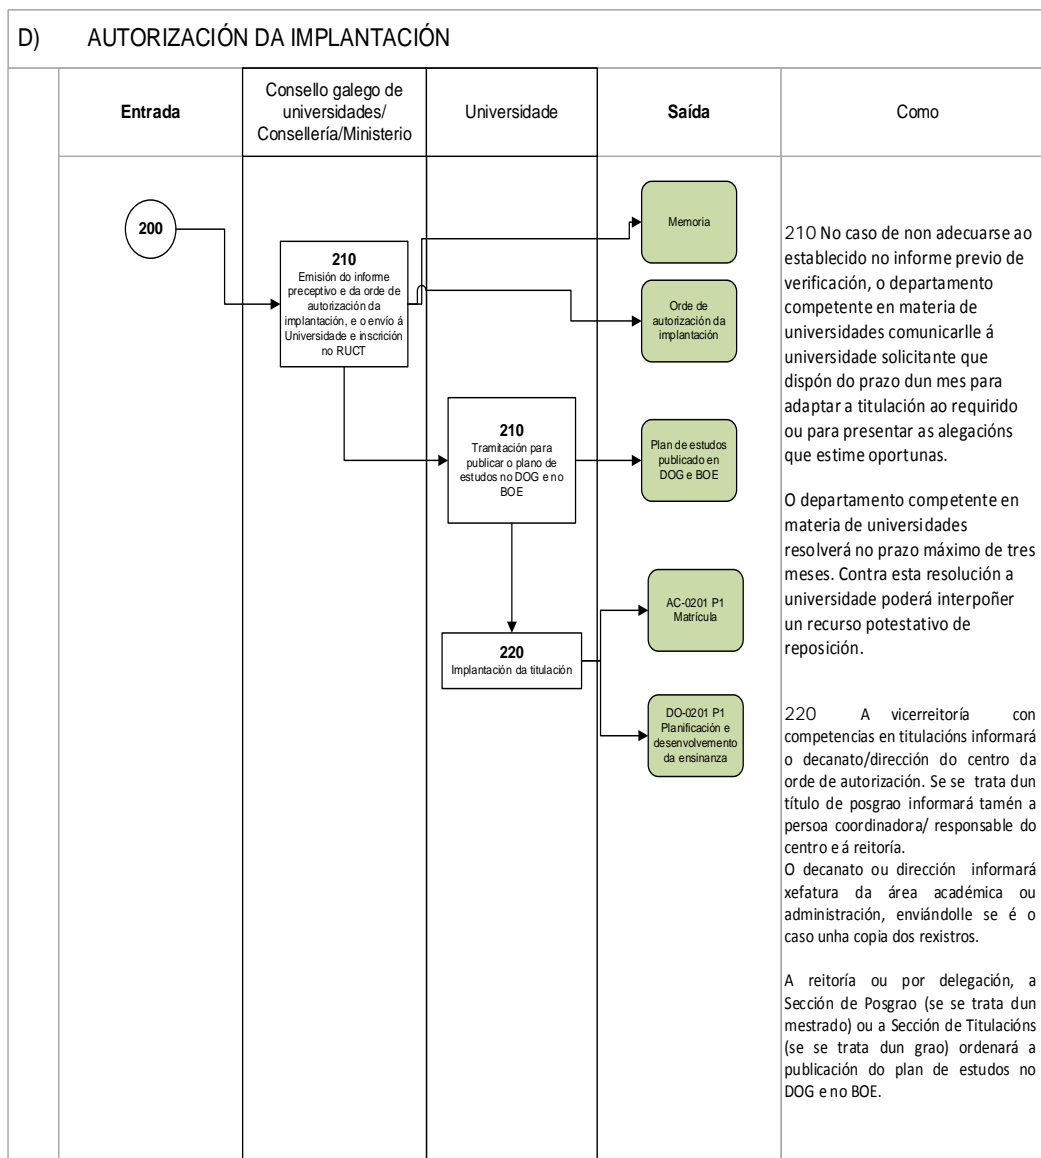 D) AUTORIZACIÓN DA IMPLANTACIÓN
Entrada
Consello galego de
universidades/
Consellería/Ministerio
Universidade
Saída
Como
200
210
Emisión do informe
preceptivo e da orde de
autorización da
implantación, e o envío á
Universidade e inscrición
no RUCT
Memoria
Orde de
autorización da
implantación
210
Tramitación para
publicar o plano de
estudos no DOG e no
BOE
Plan de estudos
publicado en
DOG e BOE
220
Implantación da titulación
AC-0201 P1
Matrícula
DO-0201 P1
Planificación e
desenvolvemento
da ensinanza
210 No caso de non adecuarse ao
establecido no informe previo de
verificación, o departamento
competente en materia de
universidades comunicarlle á
universidade solicitante que
dispón do prazo dun mes para
adaptar a titulación ao requirido
ou para presentar as alegacións
que estime oportunas.
O departamento competente en
materia de universidades
resolverá no prazo máximo de tres
meses. Contra esta resolución a
universidade poderá interpoñer
un recurso potestativo de
reposición.
220 A vicerreitoría con
competencias en titulacións informará
o decanato/dirección do centro da
orde de autorización. Se se trata dun
título de posgrao informará tamén a
persoa coordinadora/ responsable do
centro e á reitoría.
O decanato ou dirección informará
xefatura da área académica ou
administración, enviándolle se é o
caso unha copia dos rexistros.
A reitoría ou por delegación, a
Sección de Posgrao (se se trata dun
mestrado) ou a Sección de Titulacións
(se se trata dun grao) ordenará a
publicación do plan de estudos no
DOG e no BOE.